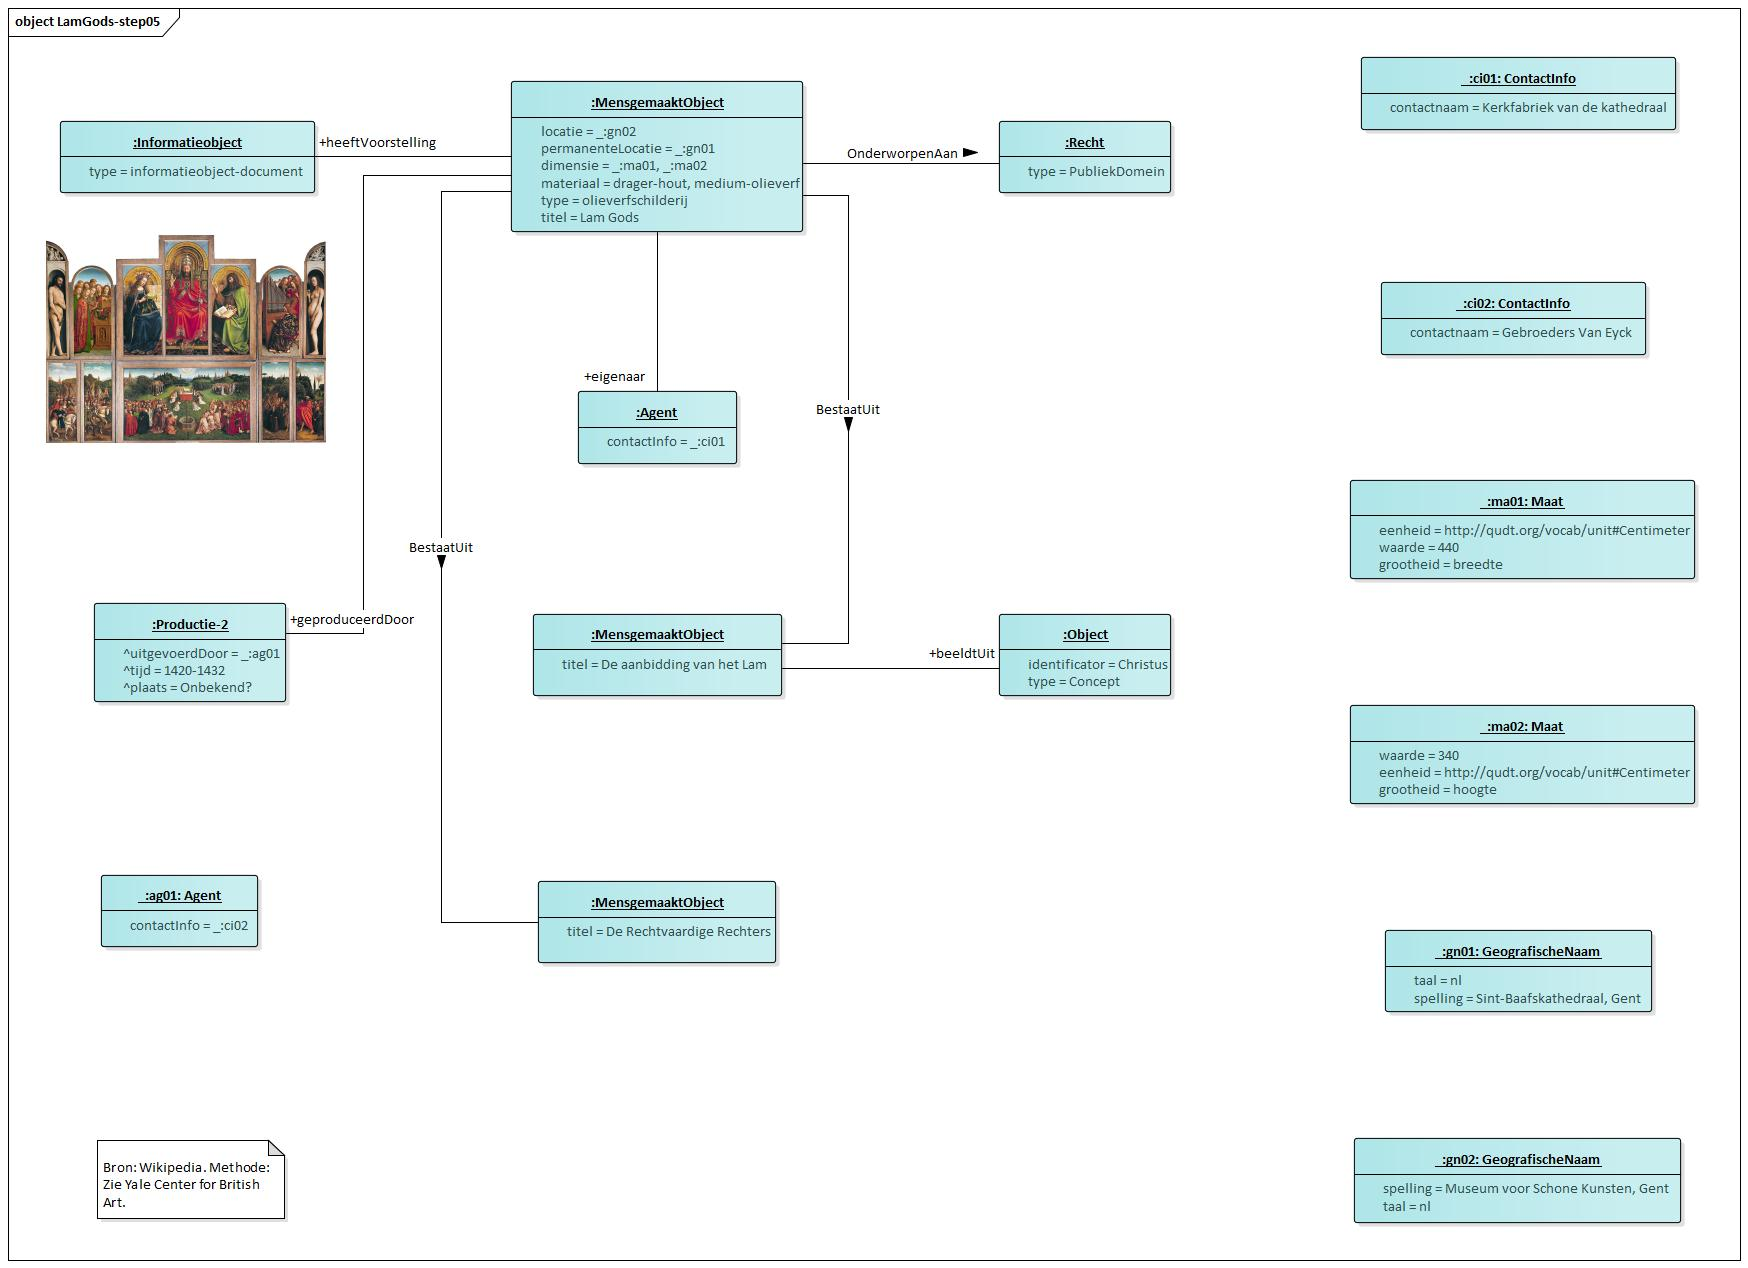 object LamGods-step05
:Informatieobject
type = informatieobject-document
+heeftVoorstelling
:MensgemaaktObject
locatie = _:gn02
permanenteLocatie = _:gn01
dimensie = _:ma01, _:ma02
materiaal = drager-hout, medium-olieverf
type = olieverfschilderij
titel = Lam Gods
OnderworpenAan
:Recht
type = PubliekDomein
_:ci01: ContactInfo
contactnaam = Kerkfabriek van de kathedraal
_:ci02: ContactInfo
contactnaam = Gebroeders Van Eyck
+eigenaar
:Agent
contactInfo = _:ci01
BestaatUit
BestaatUit
_:ma01: Maat
eenheid = http://qudt.org/vocab/unit#Centimeter
waarde = 440
grootheid = breedte
:Productie-2
^uitgevoerdDoor = _:ag01
^tijd = 1420-1432
^plaats = Onbekend?
+geproduceerdDoor
:MensgemaaktObject
titel = De aanbidding van het Lam
+beeldtUit
:Object
identificator = Christus
type = Concept
_:ma02: Maat
waarde = 340
eenheid = http://qudt.org/vocab/unit#Centimeter
grootheid = hoogte
_:ag01: Agent
contactInfo = _:ci02
:MensgemaaktObject
titel = De Rechtvaardige Rechters
_:gn01: GeografischeNaam
taal = nl
spelling = Sint-Baafskathedraal, Gent
Bron: Wikipedia. Methode:
Zie Yale Center for British
Art.
_:gn02: GeografischeNaam
spelling = Museum voor Schone Kunsten, Gent
taal = nl